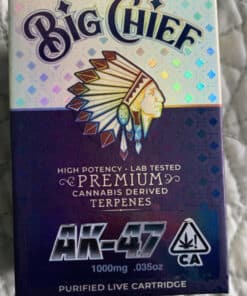 BIG CHIEF
HIGH POTENCY - LAB TESTED
PREMIUM
CANNABIS DERIVED
TERPENES
AK-47
1000mg .035oz
CA
PURIFIED LIVE CARTRIDGE